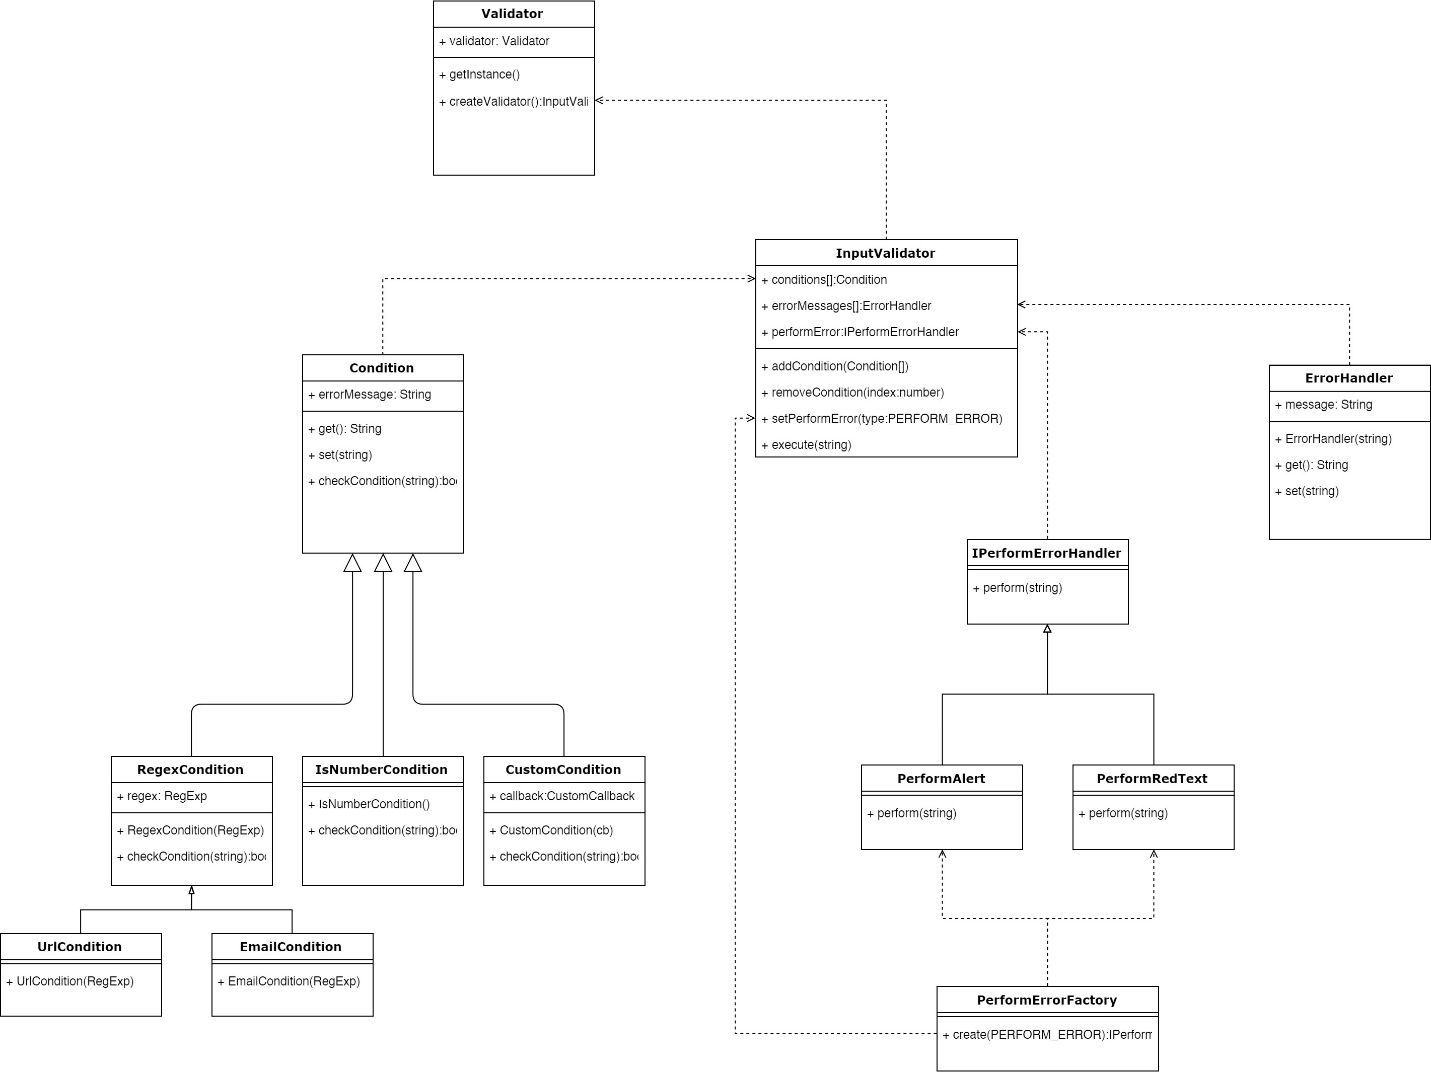 Validator
+ validator: Validator
+ getInstance()
+ createValidator():InputVali
InputValidator
+ conditions[]:Condition
+ errorMessages[]:ErrorHandler
+ performError:IPerformErrorHandler
+ addCondition(Condition[])
+ removeCondition(index:number)
+ setPerformError(type:PERFORM_ERROR)
+ execute(string)
Condition
+ errorMessage: String
+ get(): String
+ set(string)
+ checkCondition(string):boo
ErrorHandler
+ message: String
+ ErrorHandler(string)
+ get(): String
+ set(string)
IPerformErrorHandler
+ perform(string)
RegexCondition
+ regex: RegExp
+ RegexCondition(RegExp)
+ checkCondition(string):boo
IsNumberCondition
+ IsNumberCondition()
+ checkCondition(string):boo
CustomCondition
+ callback:CustomCallback
+ CustomCondition(cb)
+ checkCondition(string):boo
PerformAlert
+ perform(string)
PerformRedText
+ perform(string)
UrlCondition
+ UrlCondition(RegExp)
EmailCondition
+ EmailCondition(RegExp)
PerformErrorFactory
+ create(PERFORM_ERROR):IPerform